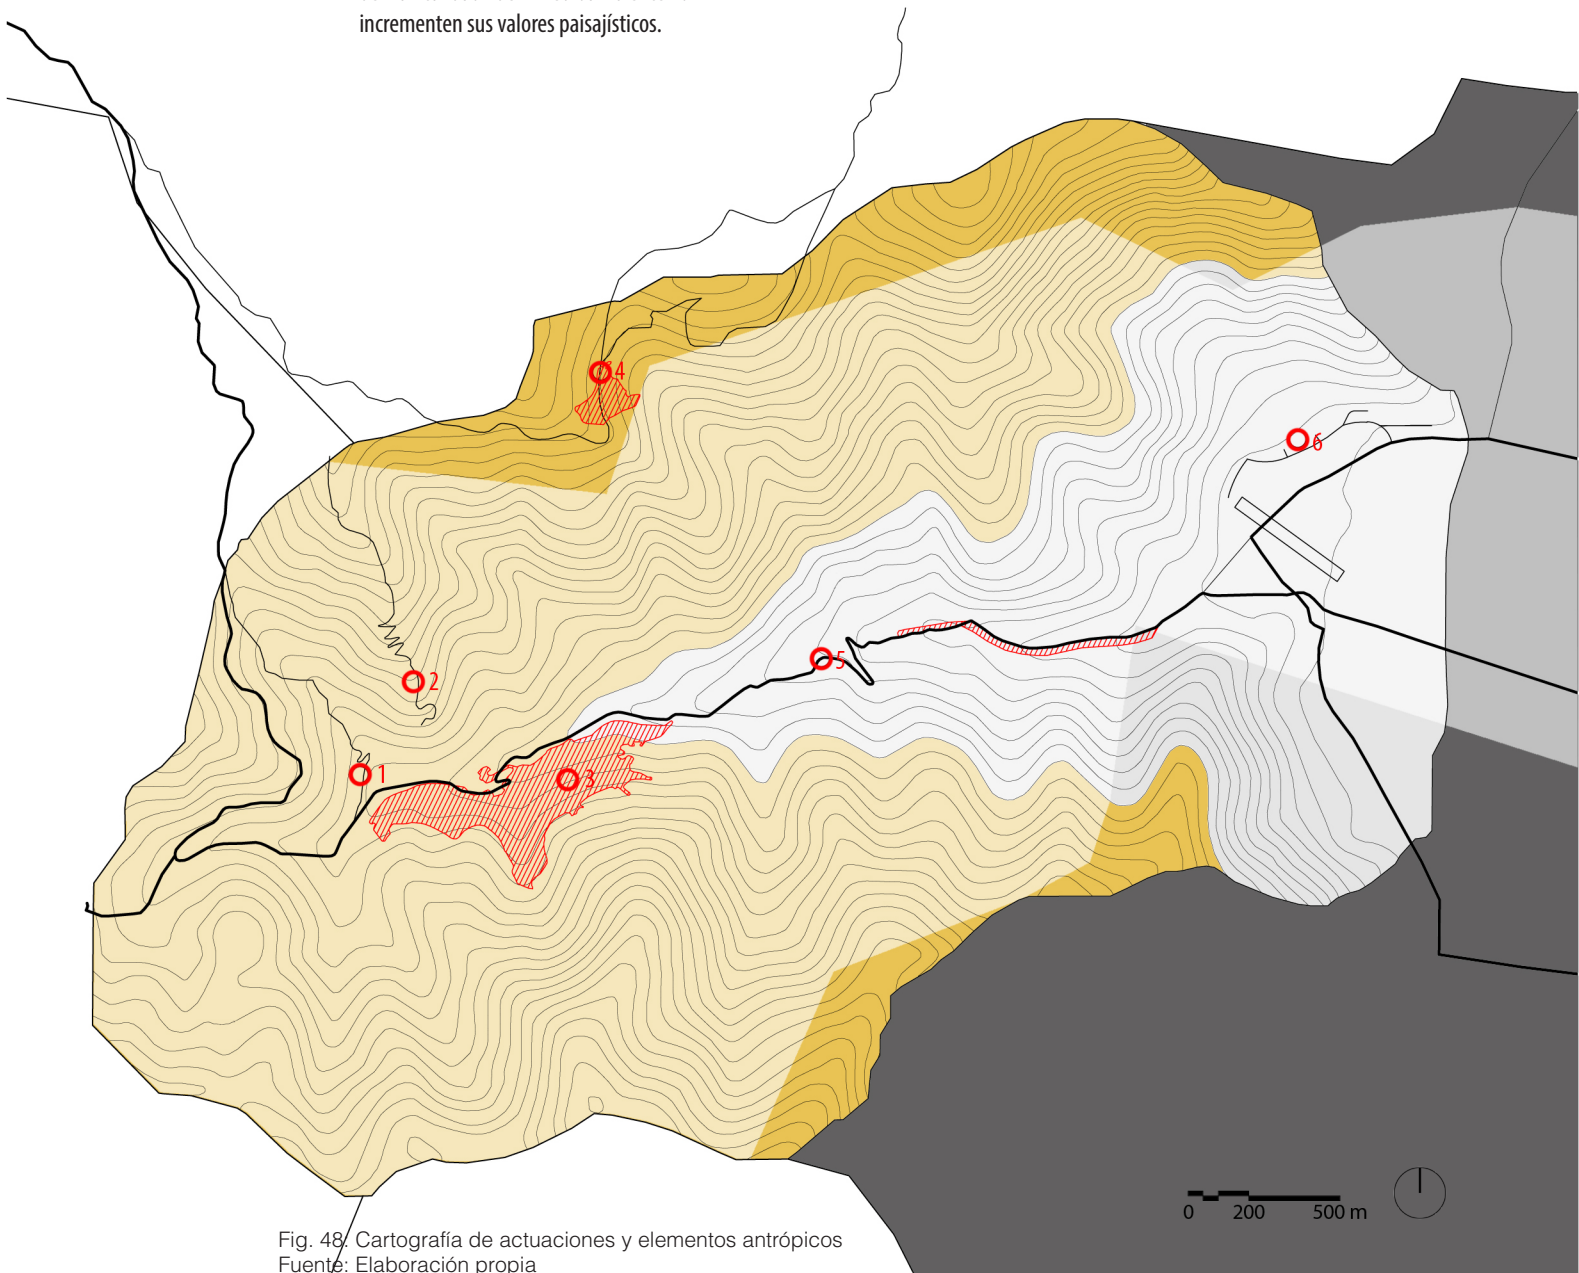 incrementen sus valores paisajísticos.
4
6
5
2
1
3
0 200 500 m
Fig. 48: Cartografía de actuaciones y elementos antrópicos
Fuente: Elaboración propia